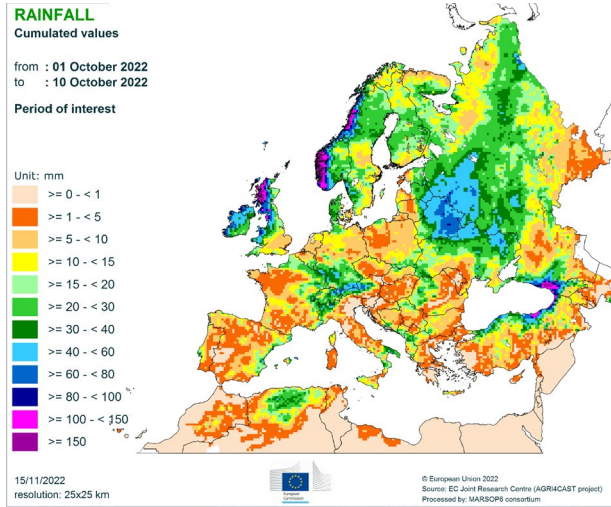 RAINFALL
Cumulated values
from : 01 October 2022
to : 10 October 2022
Period of interest
Unit: mm
>= 0 - < 1
>= 1 - < 5
>= 5 - < 10
>= 10 - < 15
>= 15 - < 20
>= 20 - < 30
>= 30 - < 40
>= 40 - < 60
>= 60 - < 80
>= 80 - < 100
>= 100 - < 150
>= 150
15/11/2022
resolution: 25x25 km
European
Commission
© European Union 2022
Source: EC Joint Research Centre (AGRI4CAST project)
Processed by: MARSOP6 consortium